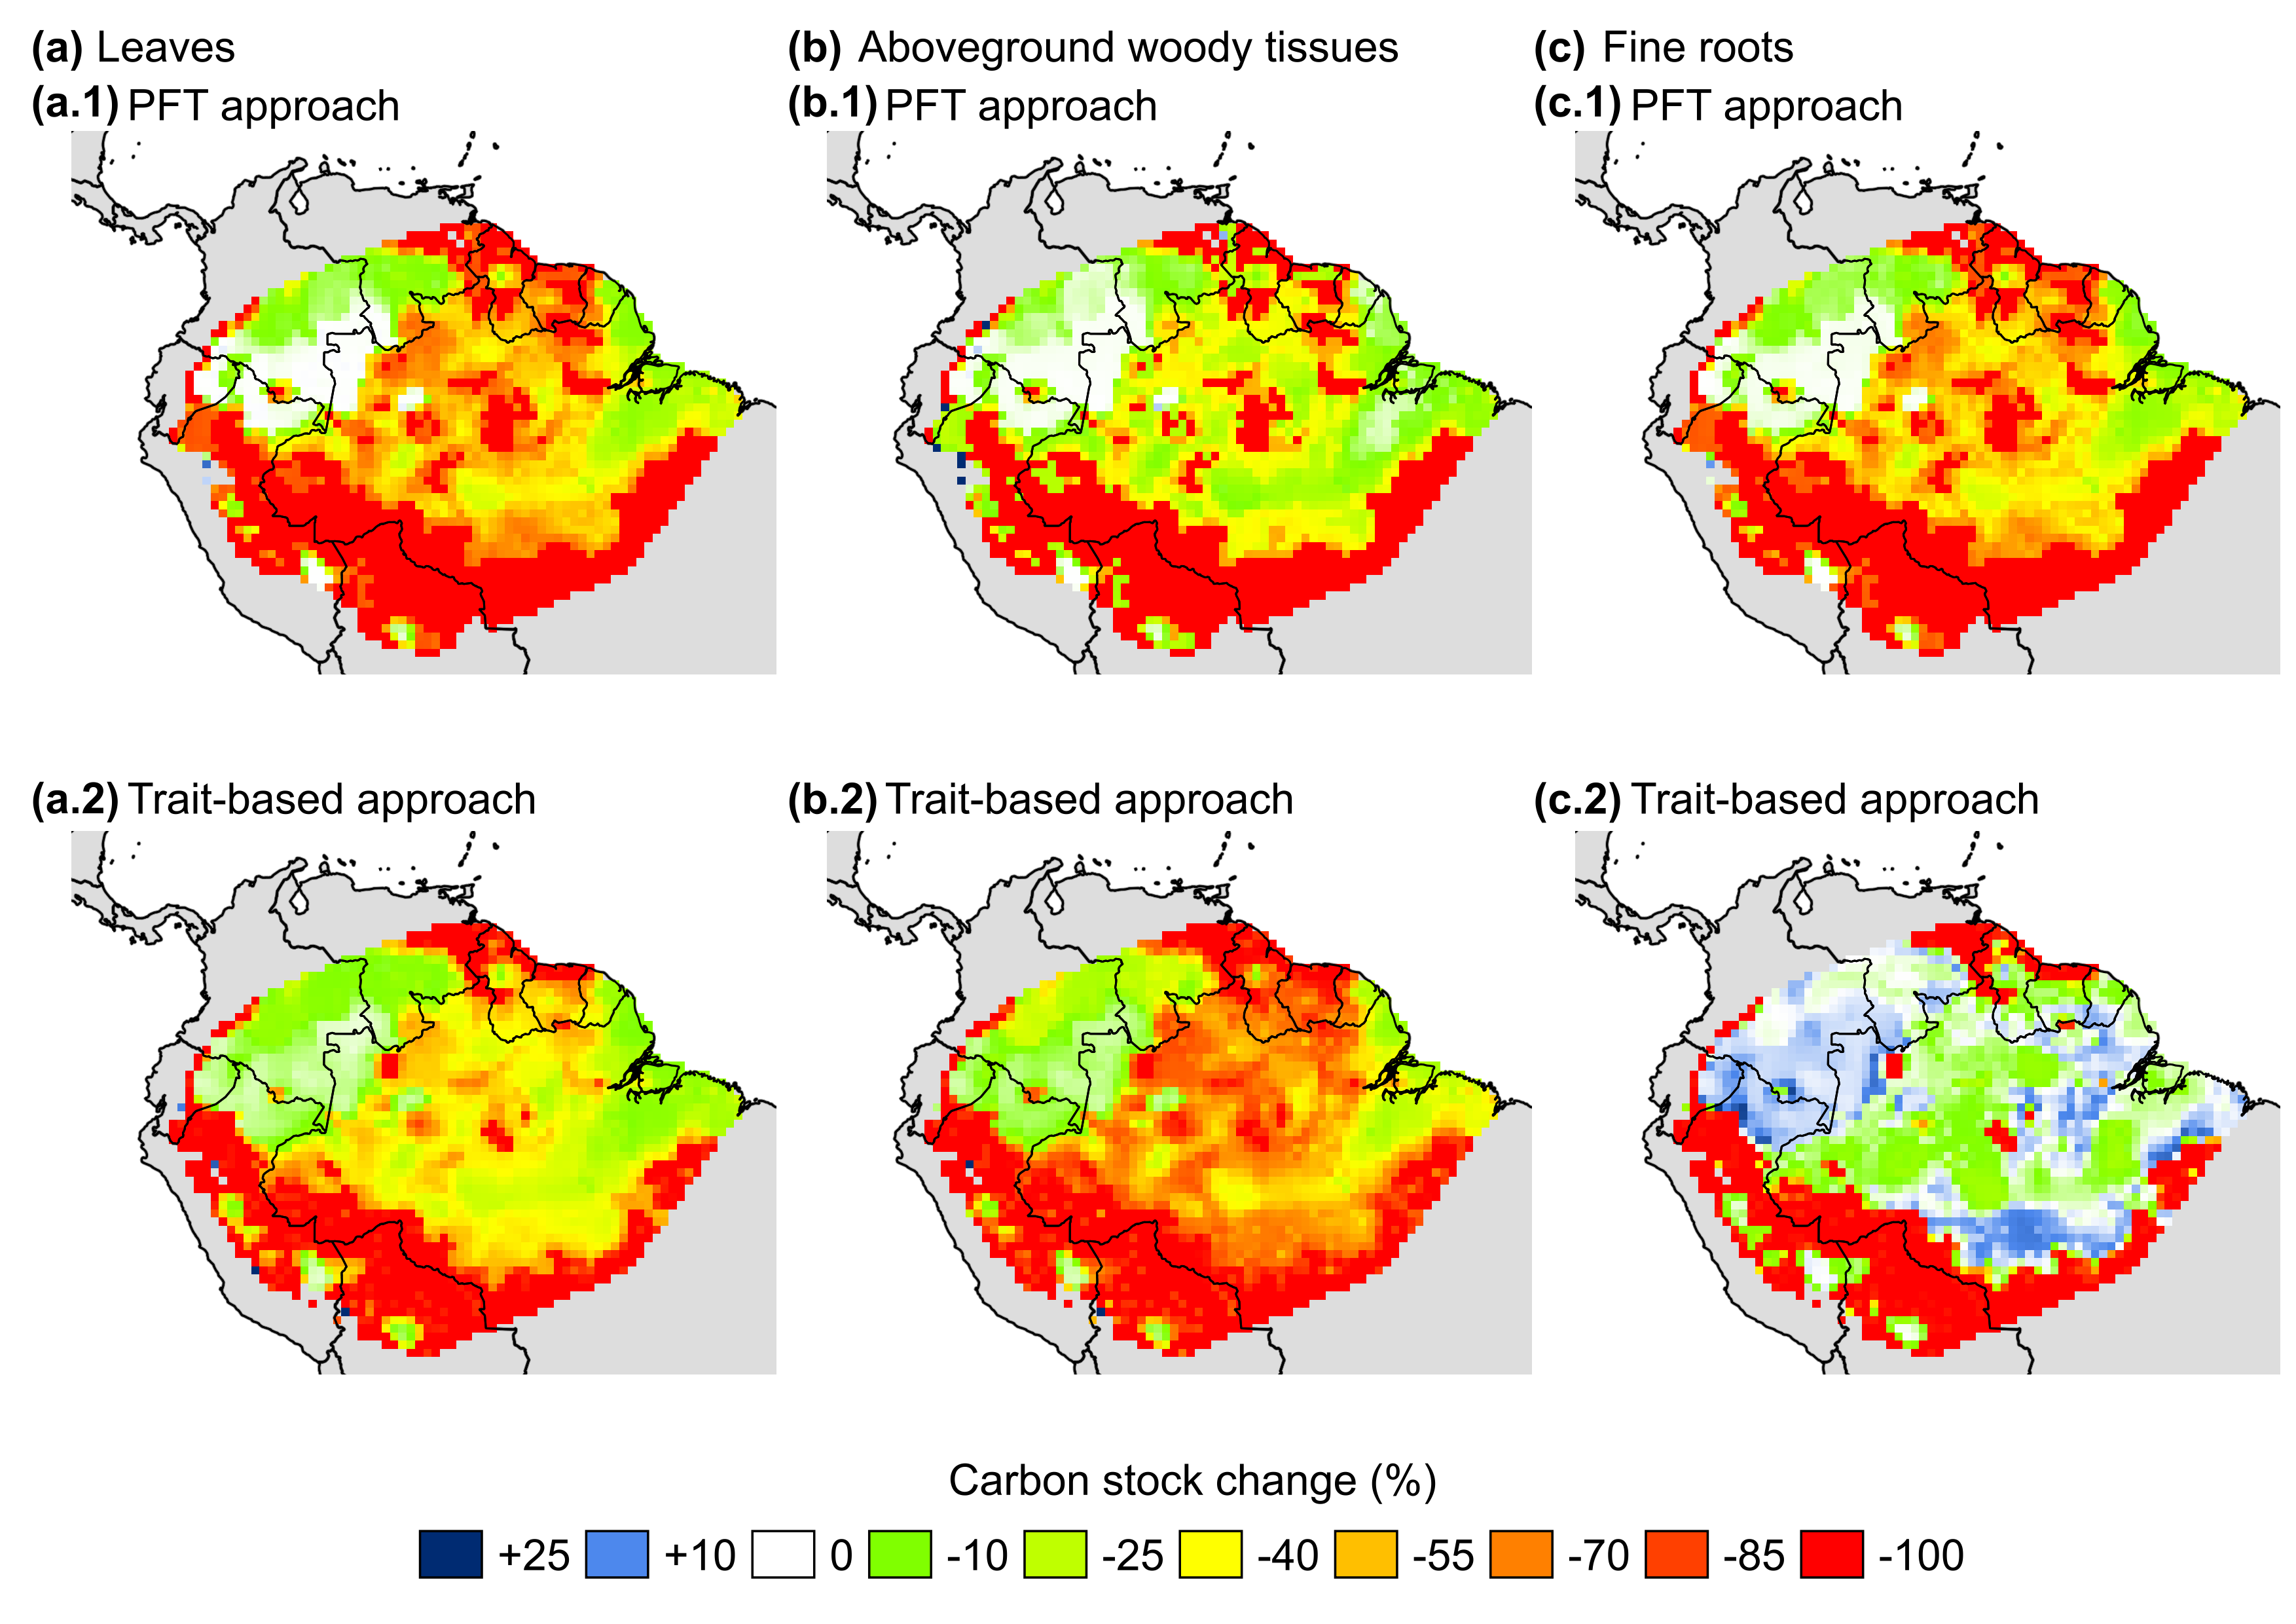 (a) Leaves
(b) Aboveground woody tissues
(c) Fine roots
(a.1) PFT approach
(b.1) PFT approach
(c.1) PFT approach
(a.2) Trait-based approach
(b.2) Trait-based approach
(c.2) Trait-based approach
Carbon stock change (%)
+25 +10 0 -10 -25 -40 -55 -70 -85 -100